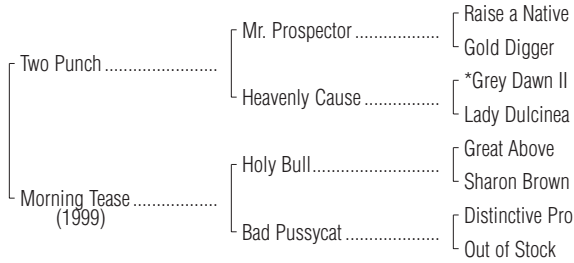 Raise a Native
Mr. Prospector ..................
Gold Digger
Two Punch ........................
*Grey Dawn II
Heavenly Cause ................
Lady Dulcinea
Great Above
Holy Bull...........................
Sharon Brown
Morning Tease ..................
(1999)
Distinctive Pro
Bad Pussycat ....................
Out of Stock